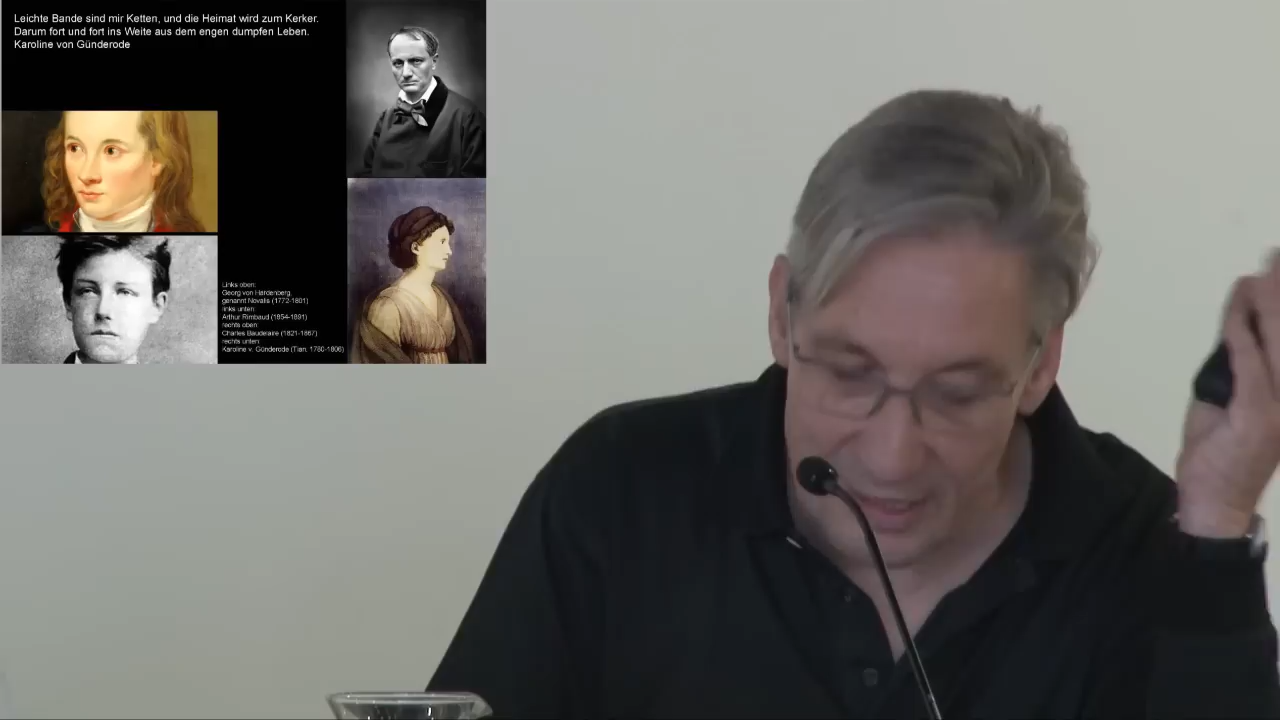 Leichte Bande sind mir Ketten, und die Heimat wird zum Kerker.
Darum fort und fort ins Weite aus dem engen dumpfen Leben.
Karoline von Günderode
Links oben:
Georg von Hardenberg,
genannt Novalis (1772-1801)
links unten:
Arthur Rimbaud (1854-1891)
rechts oben:
Charles Baudelaire (1821-1867)
rechts unten:
Karoline v. Günderode (Tian, 1780-1806)